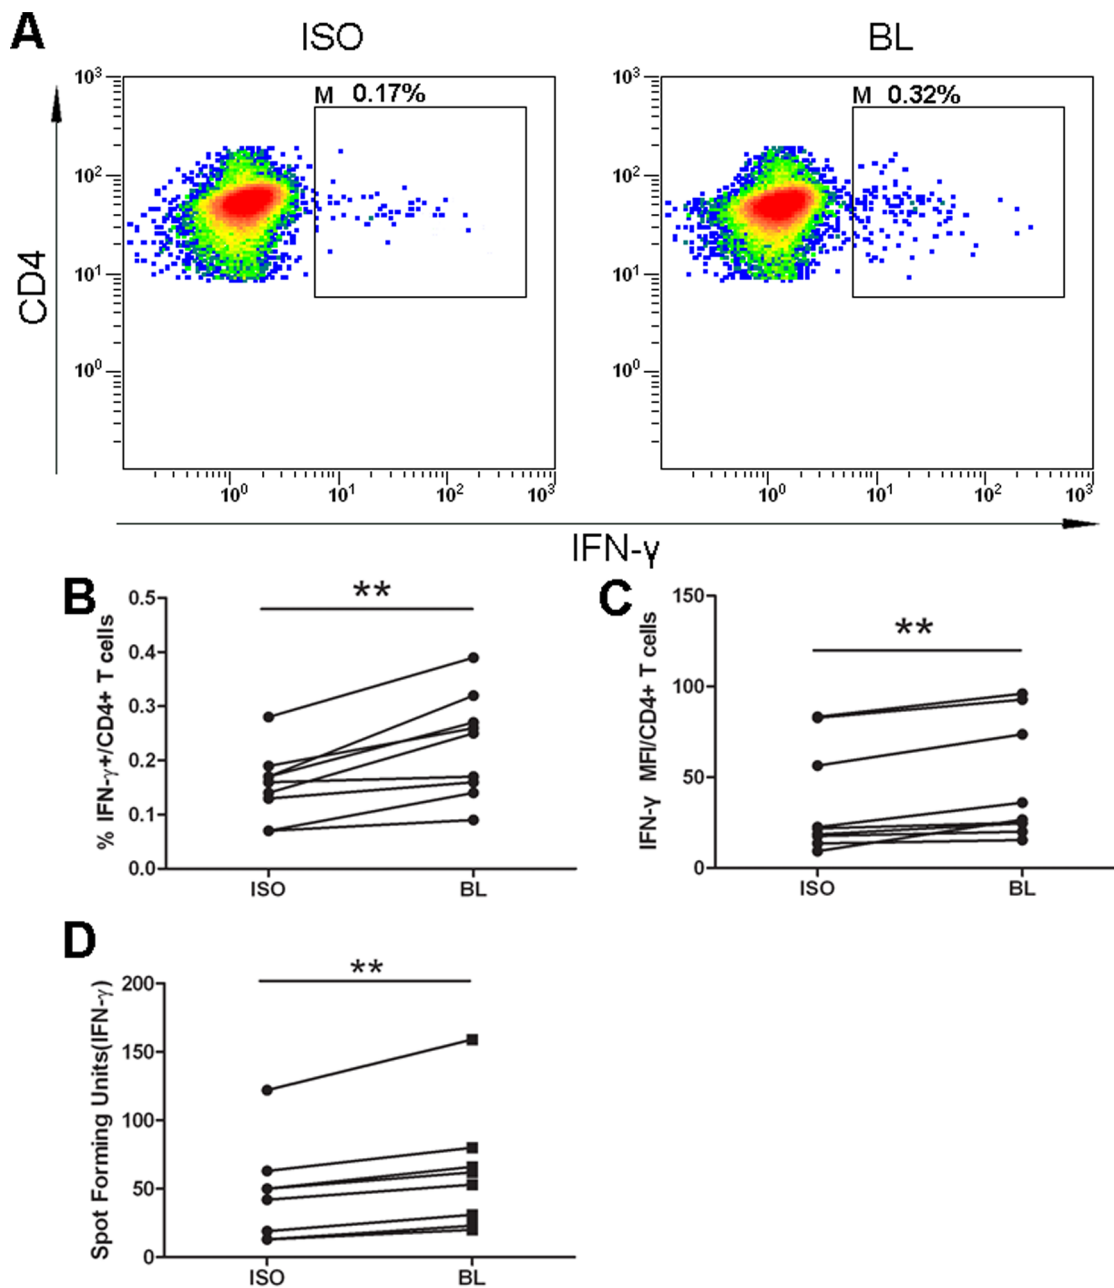 A
ISO
BL
M 0.17%
M 0.32%
CD4
10³
10²
10¹
10⁰
10³
10²
10¹
10⁰
10⁰ 10¹ 10² 10³
10⁰ 10¹ 10² 10³
IFN-γ
B
**
% IFN-γ+/CD4+ T cells
0.5
0.4
0.3
0.2
0.1
0.0
ISO BL
C
**
IFN-γ MFI/CD4+ T cells
150
100
50
0
ISO BL
D
**
Spot Forming Units(IFN-γ)
200
150
100
50
0
ISO BL